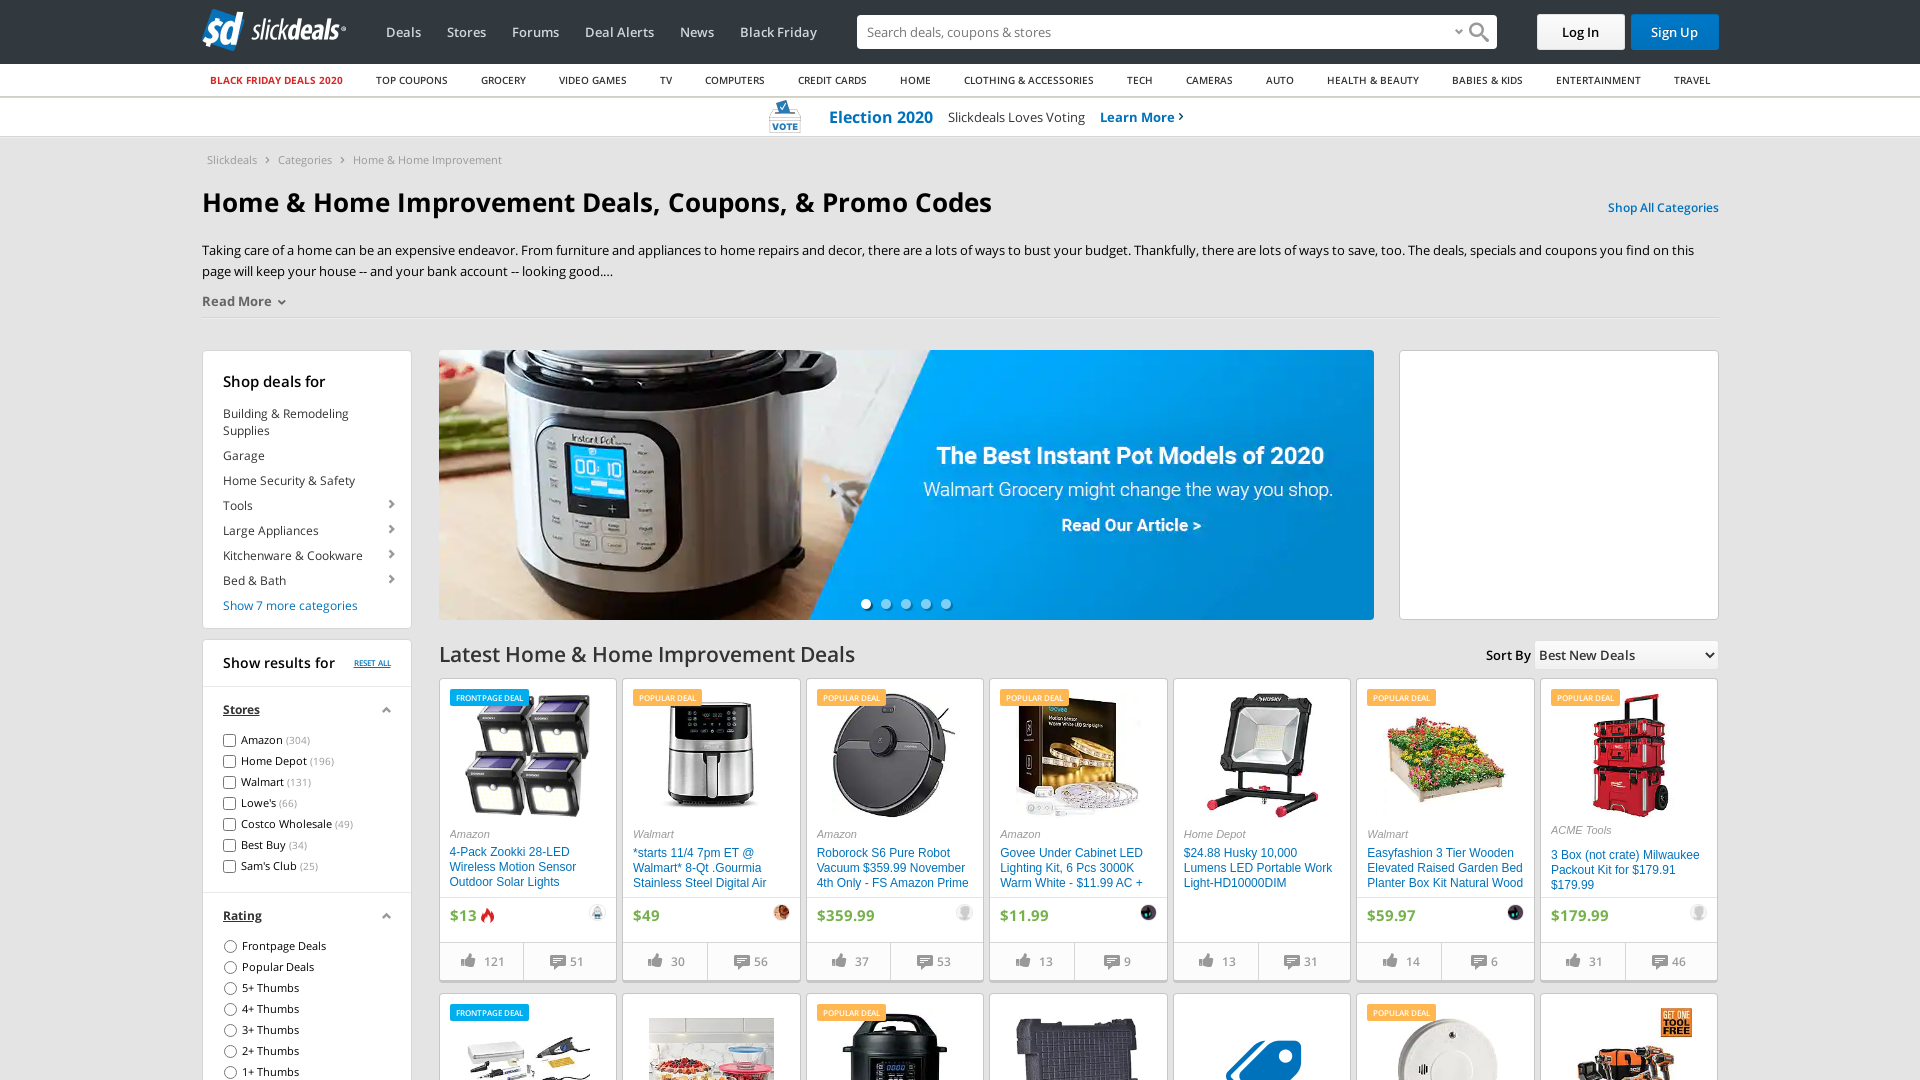 slickdeals
Deals Stores Forums Deal Alerts News Black Friday
Search deals, coupons & stores
Log In Sign Up
BLACK FRIDAY DEALS 2020 TOP COUPONS GROCERY VIDEO GAMES TV COMPUTERS CREDIT CARDS HOME CLOTHING & ACCESSORIES TECH CAMERAS AUTO HEALTH & BEAUTY BABIES & KIDS ENTERTAINMENT TRAVEL
VOTE Election 2020 Slickdeals Loves Voting Learn More
Slickdeals > Categories > Home & Home Improvement
Home & Home Improvement Deals, Coupons, & Promo Codes
Shop All Categories
Taking care of a home can be an expensive endeavor. From furniture and appliances to home repairs and decor, there are a lots of ways to bust your budget. Thankfully, there are lots of ways to save, too. The deals, specials and coupons you find on
page will keep your house -- and your bank account -- looking good....
Read More
Shop deals for
Building & Remodeling
Supplies
Garage
Home Security & Safety
Tools
Large Appliances
Kitchenware & Cookware
Bed & Bath
Show 7 more categories
Instant Pot
00:10
The Best Instant Pot Models of 2020
Walmart Grocery might change the way you shop.
Read Our Article >
Show results for RESET ALL
Stores
Amazon (304)
Home Depot (196)
Walmart (131)
Lowe's (66)
Costco Wholesale (49)
Best Buy (34)
Sam's Club (25)
Rating
Frontpage Deals
Popular Deals
5+ Thumbs
4+ Thumbs
3+ Thumbs
2+ Thumbs
1+ Thumbs
Latest Home & Home Improvement Deals
Sort By Best New Deals
FRONTPAGE DEAL
Amazon
4-Pack Zookki 28-LED
Wireless Motion Sensor
Outdoor Solar Lights
$13
121 51
POPULAR DEAL
Walmart
*starts 11/4 7pm ET @
Walmart* 8-Qt .Gourmia
Stainless Steel Digital Air
$49
30 56
POPULAR DEAL
Amazon
Roborock S6 Pure Robot
Vacuum $359.99 November
4th Only - FS Amazon Prime
$359.99
37 53
POPULAR DEAL
Govee
Motion Sensor
Warm White LED Strip Lights
Amazon
Govee Under Cabinet LED
Lighting Kit, 6 Pcs 3000K
Warm White - $11.99 AC +
$11.99
13 9
HUSKY
Home Depot
$24.88 Husky 10,000
Lumens LED Portable Work
Light-HD10000DIM
13 31
POPULAR DEAL
Walmart
Easyfashion 3 Tier Wooden
Elevated Raised Garden Bed
Planter Box Kit Natural Wood
$59.97
14 6
POPULAR DEAL
ACME Tools
3 Box (not crate) Milwaukee
Packout Kit for $179.91
$179.99
$179.99
31 46
FRONTPAGE DEAL
POPULAR DEAL
POPULAR DEAL
GET ONE
TOOL
FREE